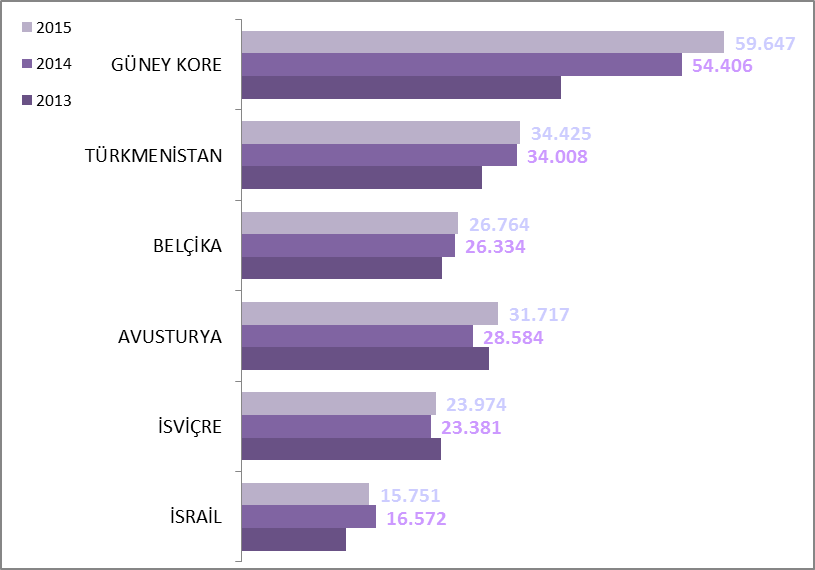 2015
2014
2013
GÜNEY KORE
59.647
54.406
TÜRKMENİSTAN
34.425
34.008
BELÇİKA
26.764
26.334
AVUSTURYA
31.717
28.584
İSVİÇRE
23.974
23.381
İSRAİL
15.751
16.572